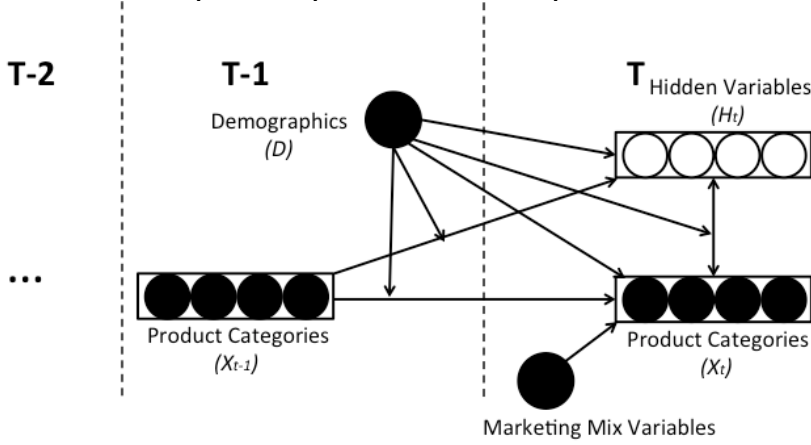 T-2
T-1
T
Hidden Variables
(Ht)
Demographics
(D)
...
Product Categories
(Xt-1)
Product Categories
(Xt)
Marketing Mix Variables